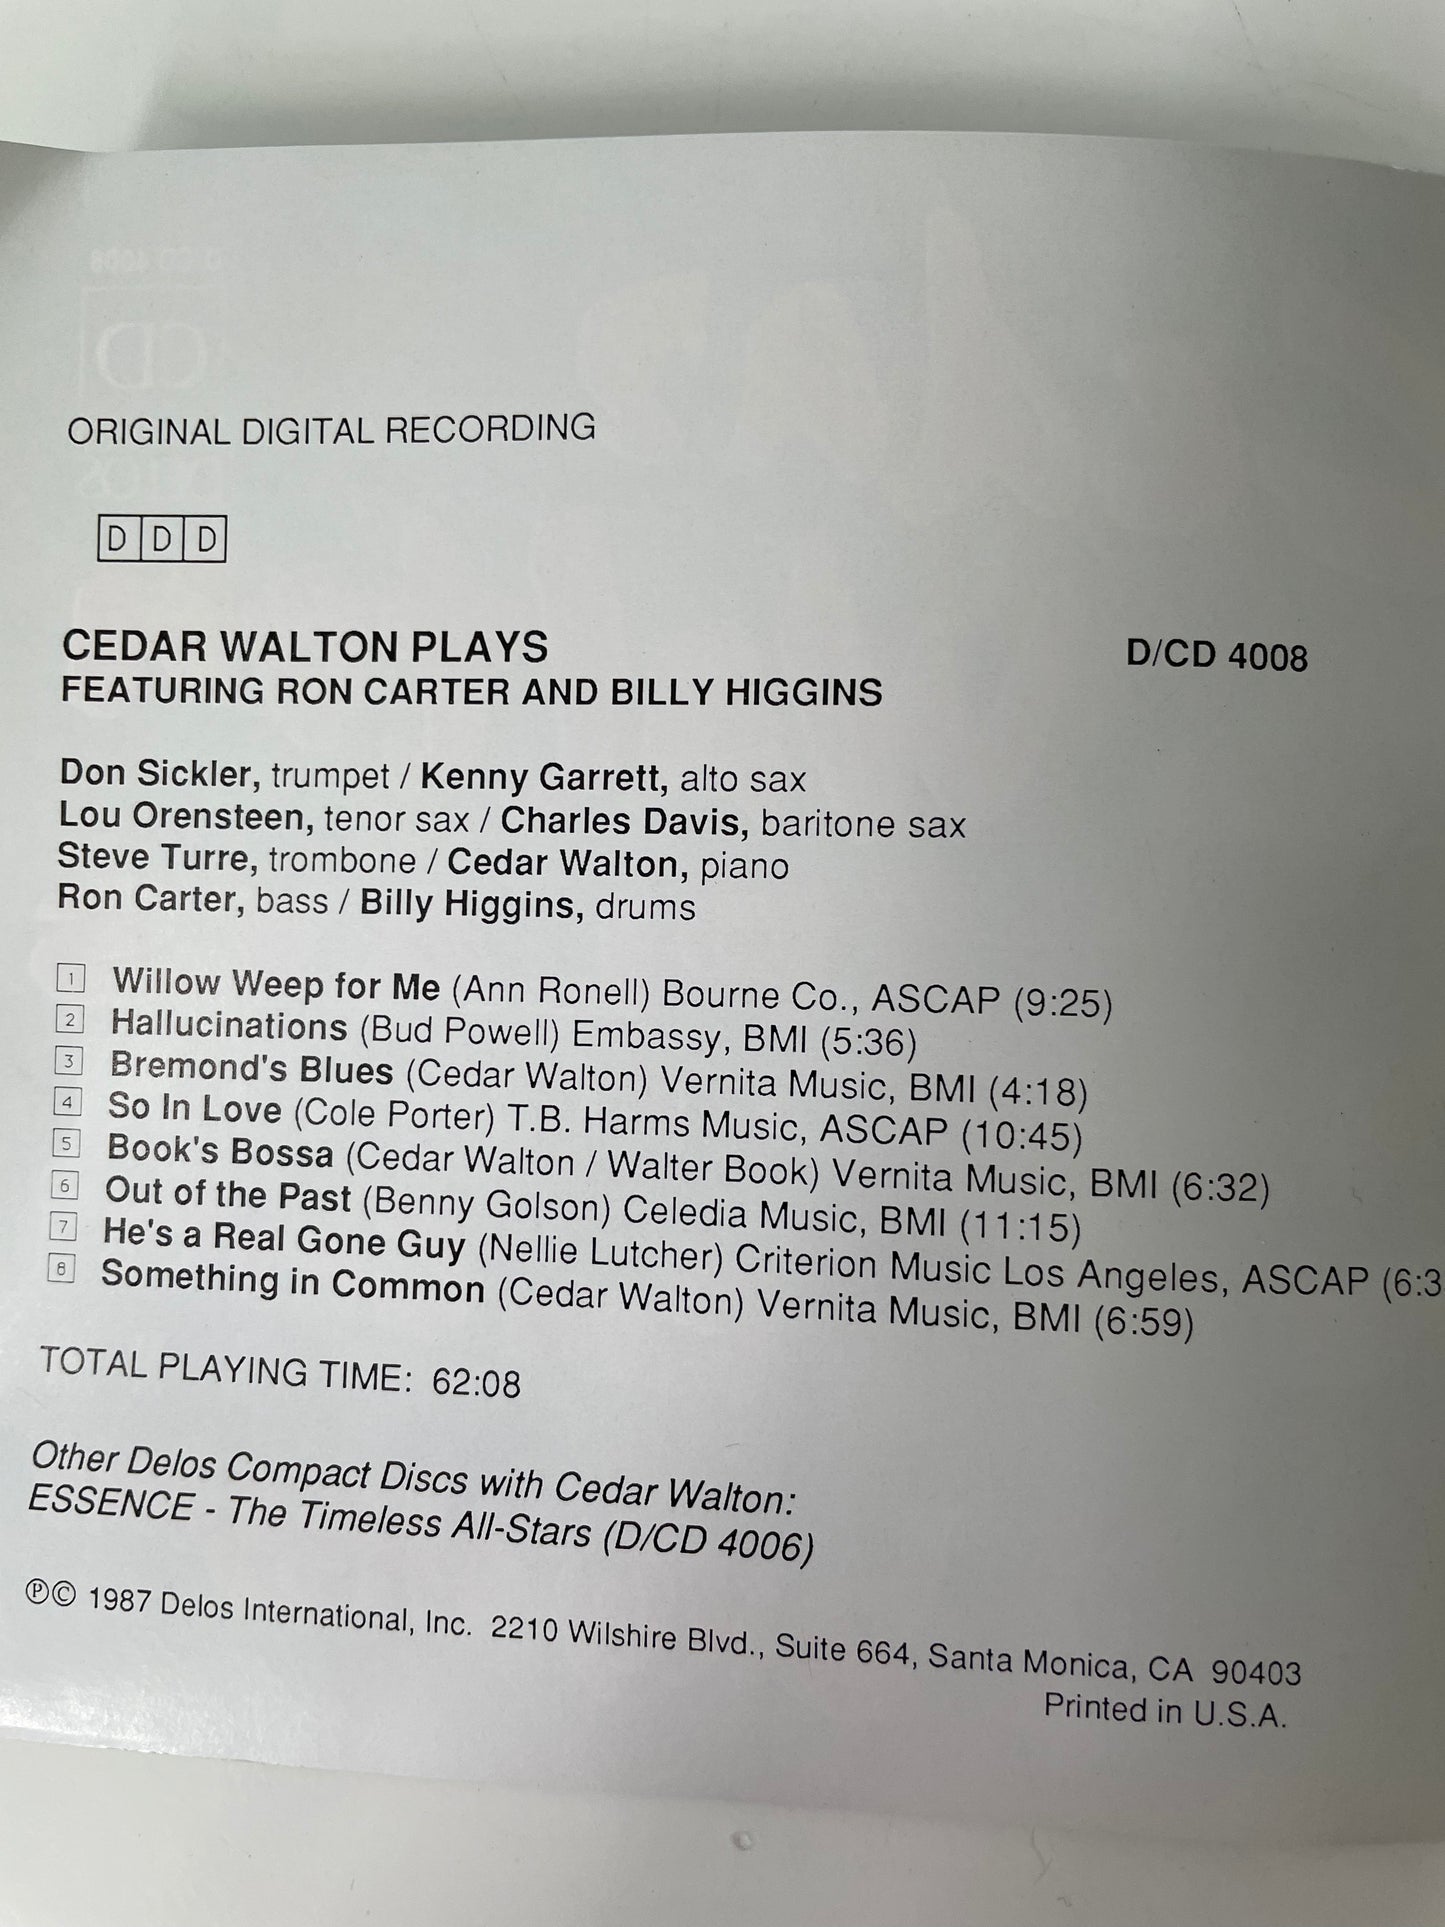 ORIGINAL DIGITAL RECORDING
D D D
CEDAR WALTON PLAYS D/CD 4008
FEATURING RON CARTER AND BILLY HIGGINS
Don Sickler, trumpet / Kenny Garrett, alto sax
Lou Orensteen, tenor sax / Charles Davis, baritone sax
Steve Turre, trombone / Cedar Walton, piano
Ron Carter, bass / Billy Higgins, drums
1 Willow Weep for Me (Ann Ronell) Bourne Co., ASCAP (9:25)
2 Hallucinations (Bud Powell) Embassy, BMI (5:36)
3 Bremond's Blues (Cedar Walton) Vernita Music, BMI (4:18)
4 So In Love (Cole Porter) T.B. Harms Music, ASCAP (10:45)
5 Book's Bossa (Cedar Walton / Walter Book) Vernita Music, BMI (6:32)
6 Out of the Past (Benny Golson) Celedia Music, BMI (11:15)
7 He's a Real Gone Guy (Nellie Lutcher) Criterion Music Los Angeles, ASCAP (6:3
8 Something in Common (Cedar Walton) Vernita Music, BMI (6:59)
TOTAL PLAYING TIME: 62:08
Other Delos Compact Discs with Cedar Walton:
ESSENCE - The Timeless All-Stars (D/CD 4006)
℗© 1987 Delos International, Inc. 2210 Wilshire Blvd., Suite 664, Santa Monica, CA 90403
Printed in U.S.A.